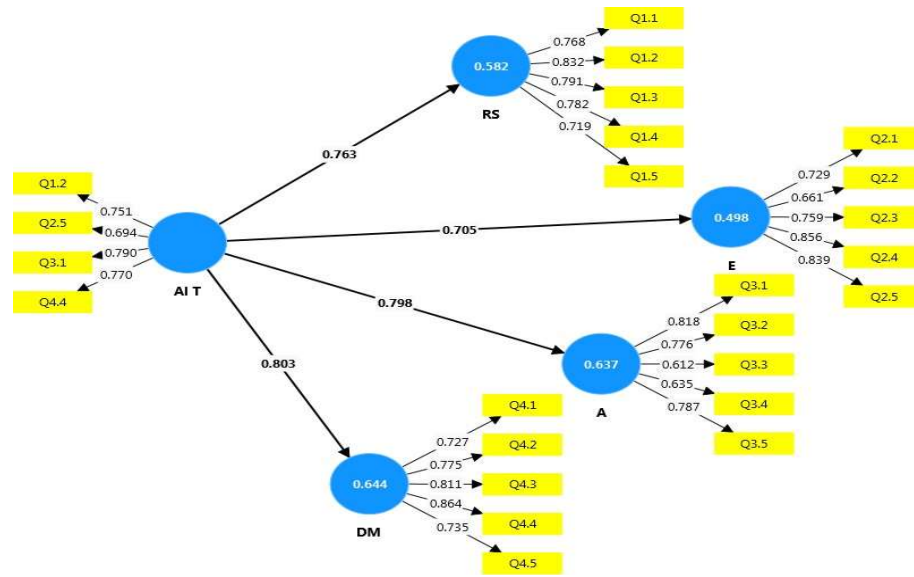 Q1.1
0.768
Q1.2
0.832
0.582
0.791
Q1.3
0.782
RS
0.719
Q1.4
Q1.5
0.763
Q2.1
0.729
Q2.2
0.661
0.498
0.759
Q2.3
0.856
Q2.4
0.839
E
Q2.5
0.705
Q1.2
0.751
Q2.5
0.694
Q3.1
0.790
0.770
Q4.4
AI T
0.798
Q3.1
0.818
Q3.2
0.776
0.637
0.612
Q3.3
0.635
Q3.4
0.787
A
Q3.5
0.803
Q4.1
0.727
Q4.2
0.775
0.644
0.811
Q4.3
0.864
Q4.4
0.735
DM
Q4.5